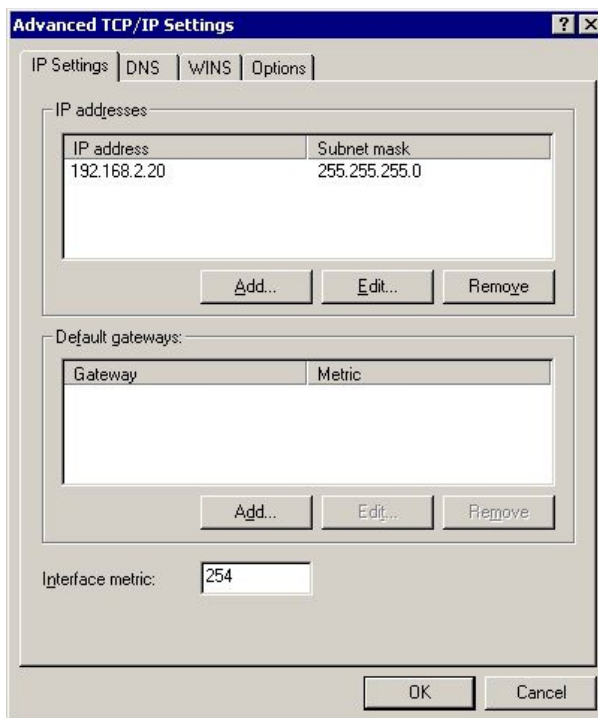 Advanced TCP/IP Settings
IP Settings DNS WINS Options
IP addresses
IP address Subnet mask
192.168.2.20 255.255.255.0
Add... Edit... Remove
Default gateways:
Gateway Metric
Add... Edit... Remove
Interface metric: 254
OK Cancel